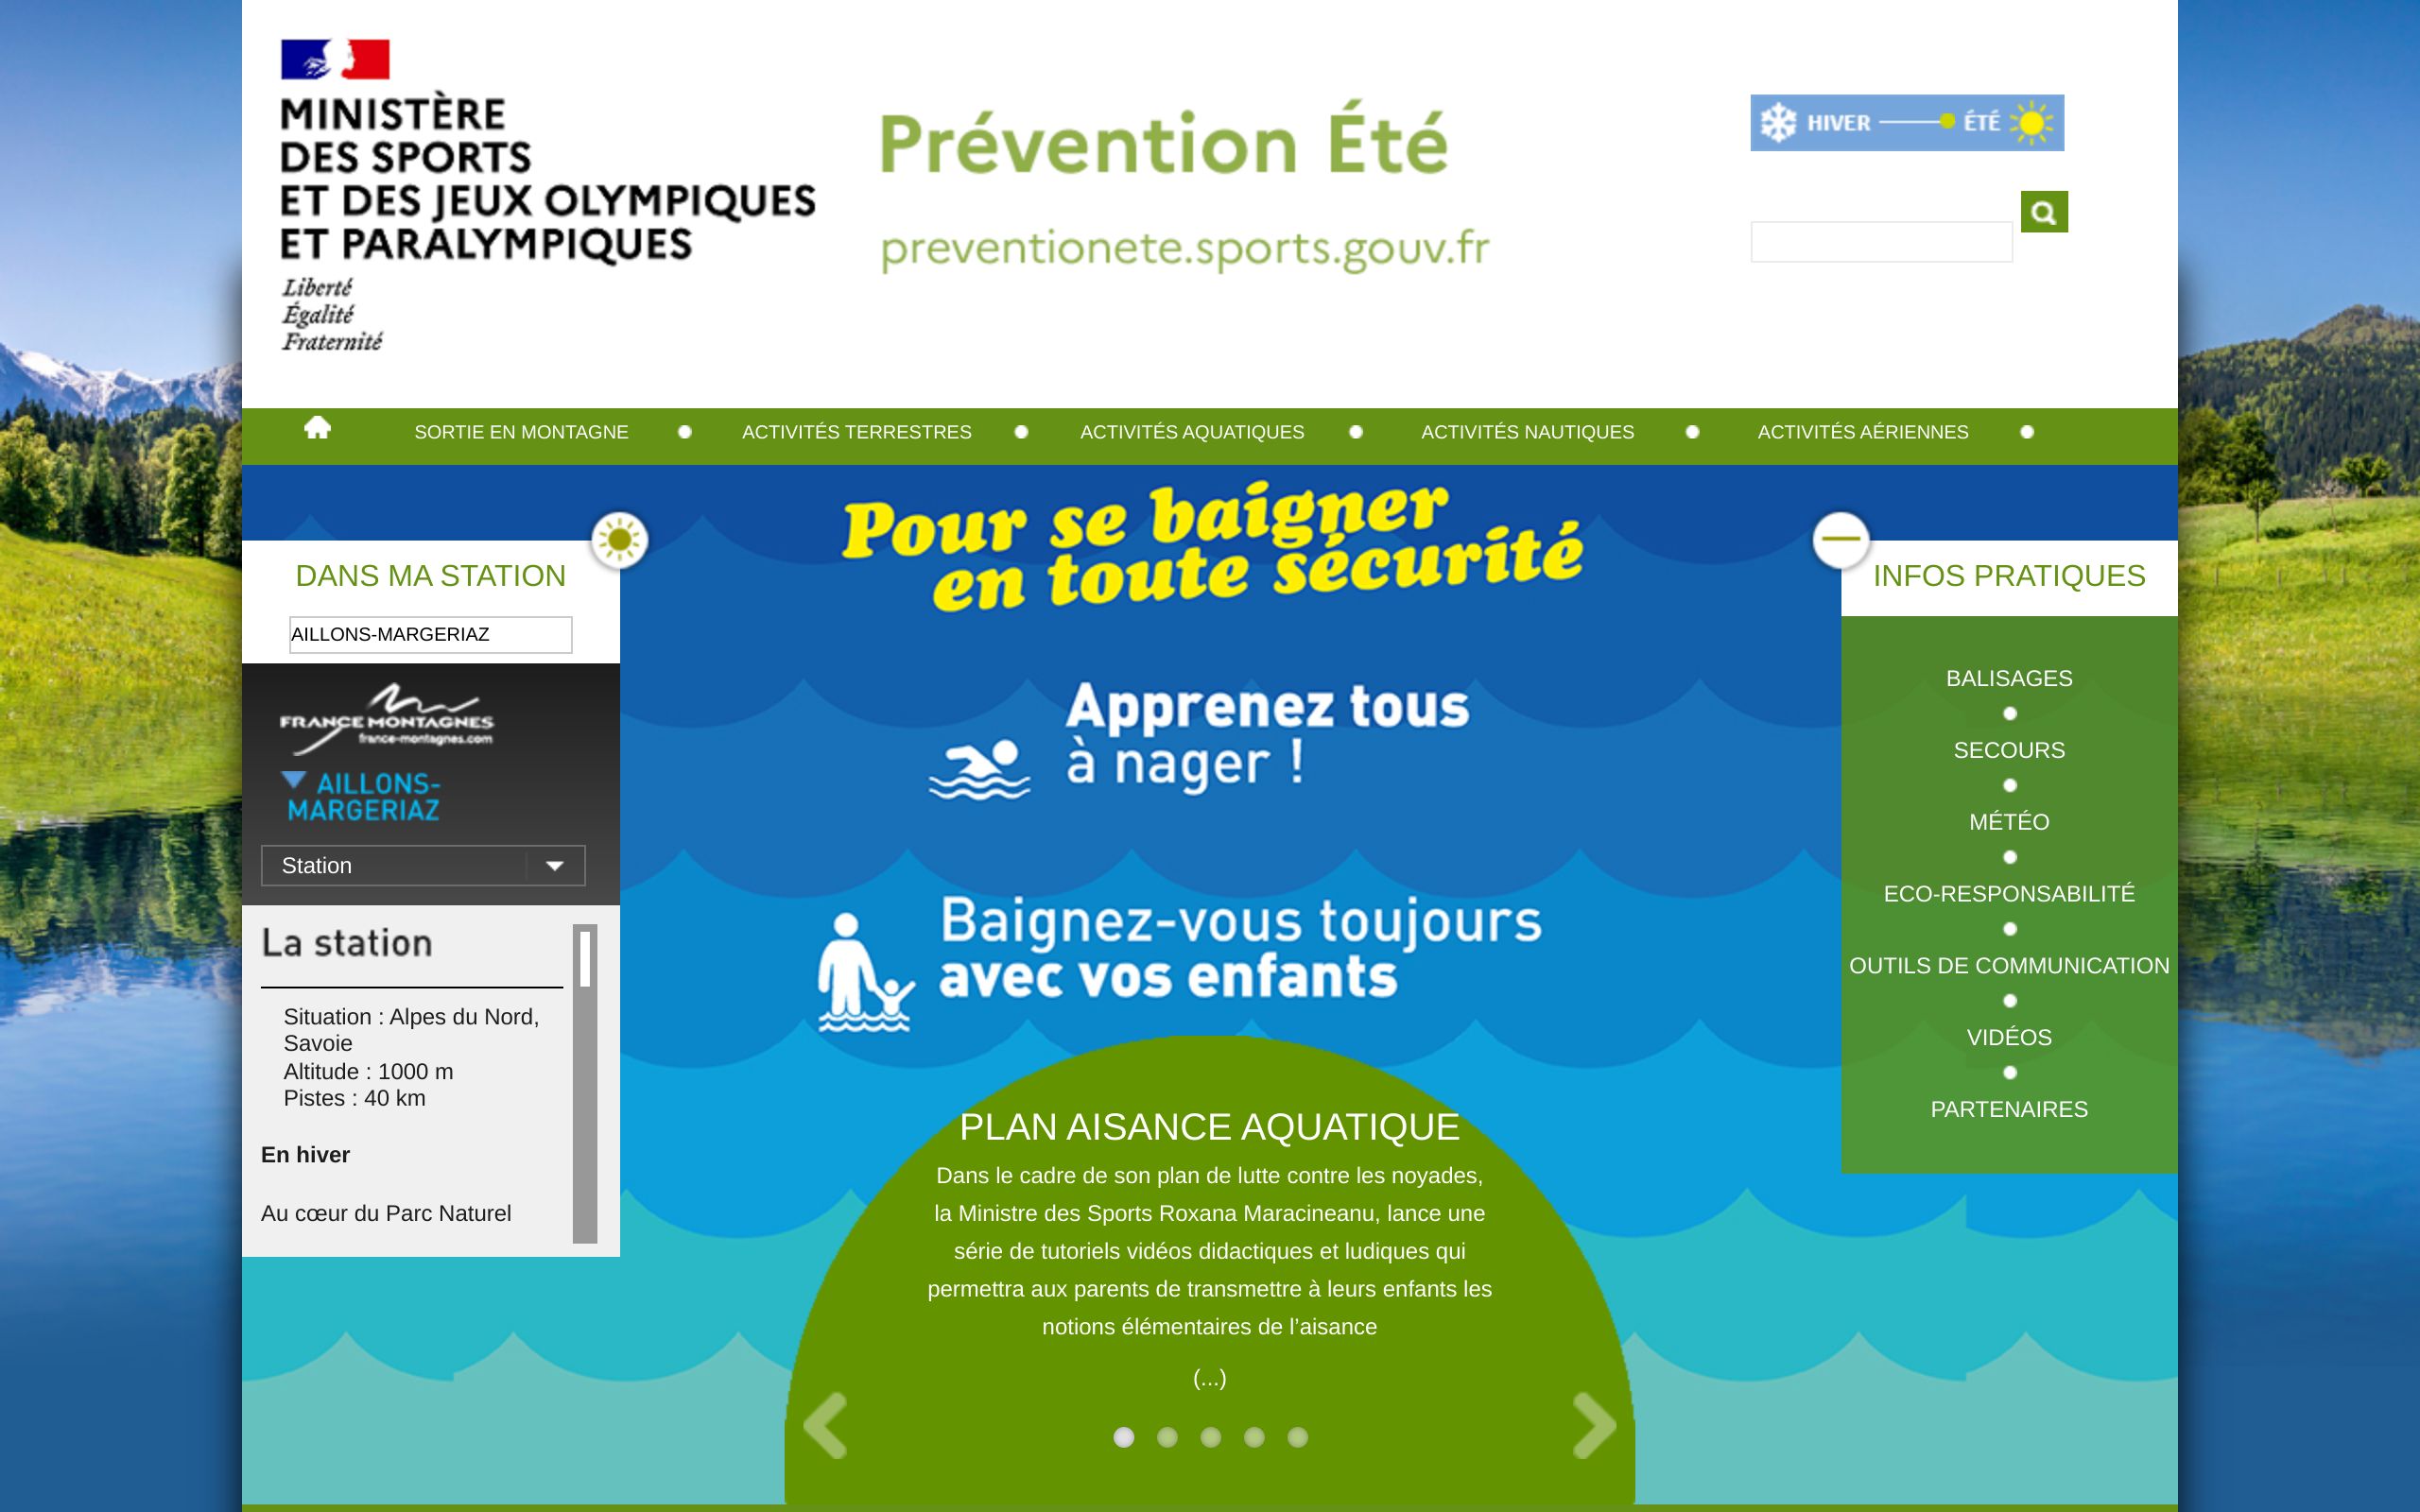 MINISTÈRE
DES SPORTS
ET DES JEUX OLYMPIQUES
ET PARALYMPIQUES
Liberté
Égalité
Fraternité
Prévention Été
preventionete.sports.gouv.fr
HIVER ÉTÉ
SORTIE EN MONTAGNE ACTIVITÉS TERRESTRES ACTIVITÉS AQUATIQUES ACTIVITÉS NAUTIQUES ACTIVITÉS AÉRIENNES
Pour se baigner
en toute sécurité
DANS MA STATION
AILLONS-MARGERIAZ
FRANCE MONTAGNES
france-montagnes.com
AILLONS-
MARGERIAZ
Station
La station
Situation : Alpes du Nord,
Savoie
Altitude : 1000 m
Pistes : 40 km
En hiver
Au cœur du Parc Naturel
Apprenez tous
à nager !
Baignez-vous toujours
avec vos enfants
PLAN AISANCE AQUATIQUE
Dans le cadre de son plan de lutte contre les noyades,
la Ministre des Sports Roxana Maracineanu, lance une
série de tutoriels vidéos didactiques et ludiques qui
permettra aux parents de transmettre à leurs enfants les
notions élémentaires de l’aisance
(...)
INFOS PRATIQUES
BALISAGES
SECOURS
MÉTÉO
ECO-RESPONSABILITÉ
OUTILS DE COMMUNICATION
VIDÉOS
PARTENAIRES